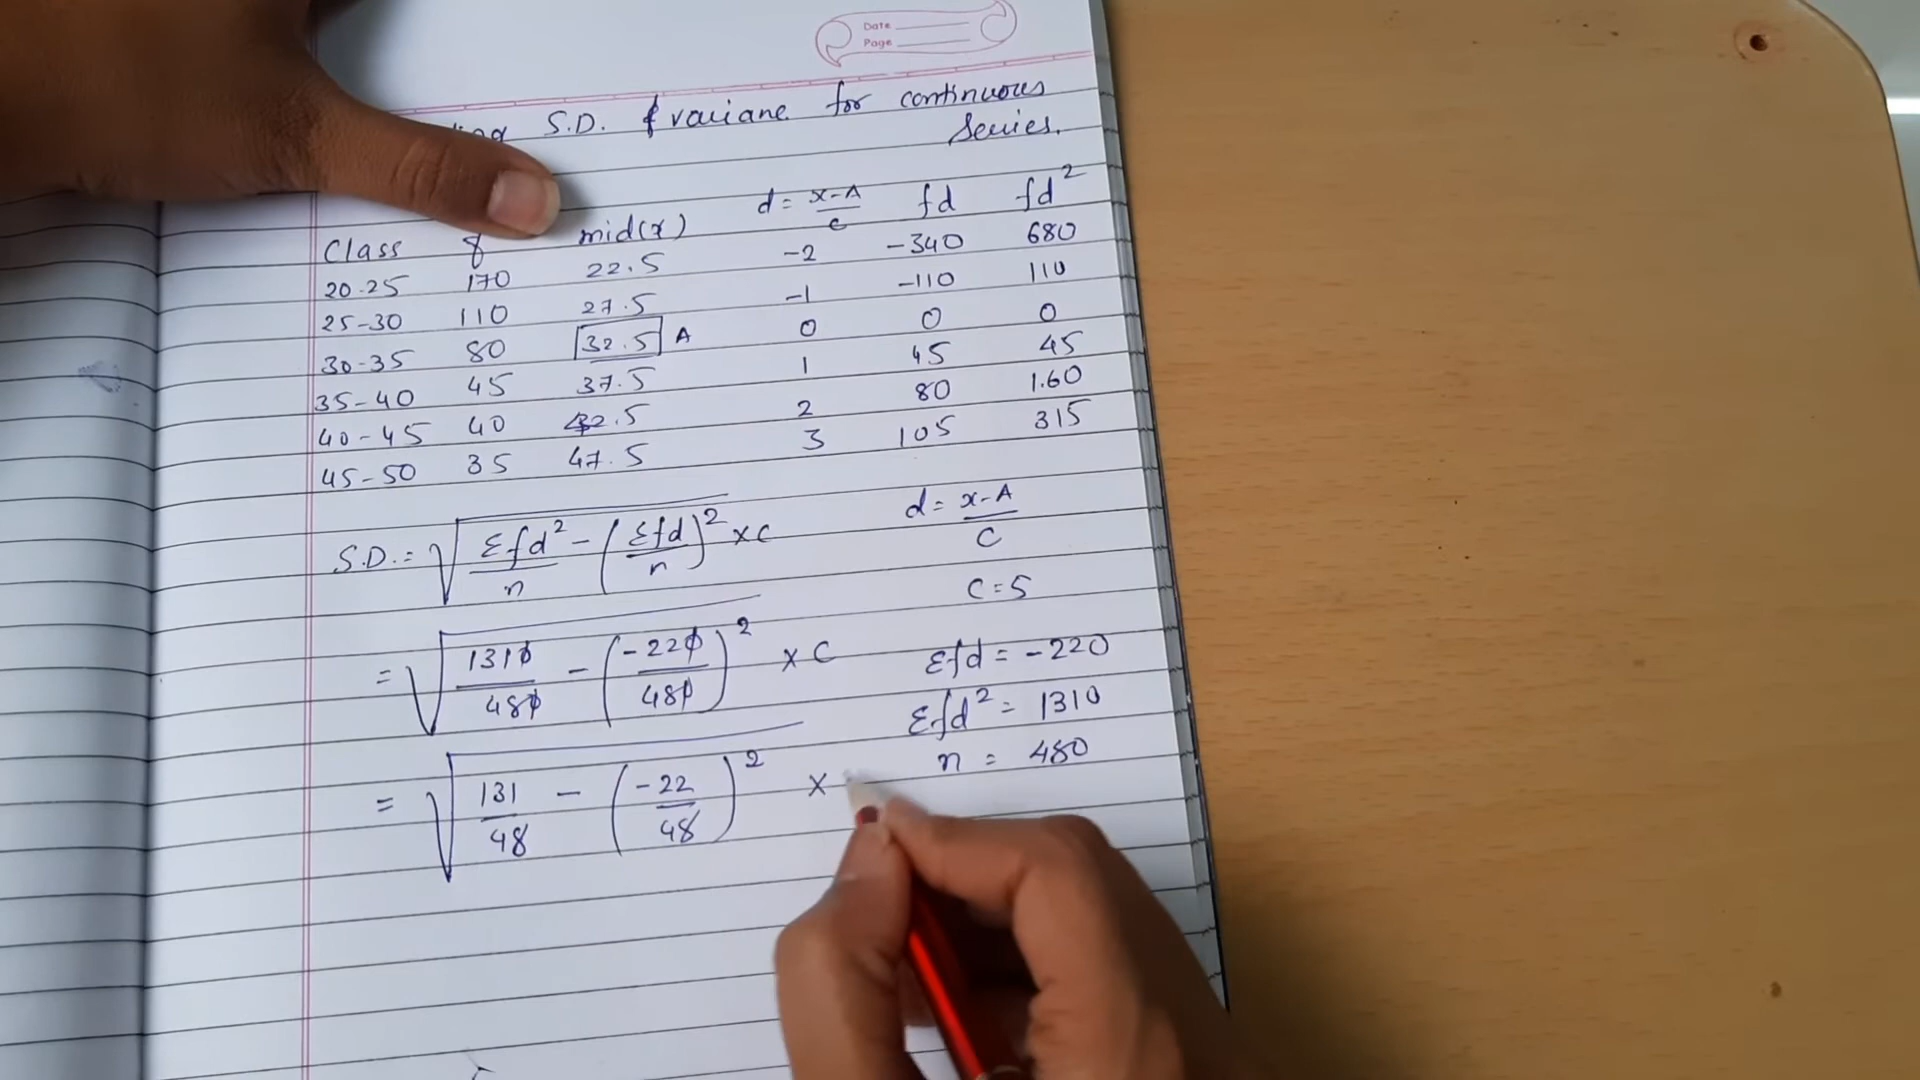 Date
Page
S.D. & variane for continuous
Series.
Class f mid(x) d = x-A/c fd fd²
20-25 170 22.5 -2 -340 680
25-30 110 27.5 -1 -110 110
30-35 80 32.5 A 0 0 0
35-40 45 37.5 1 45 45
40-45 40 42.5 2 80 1.60
45-50 35 47.5 3 105 315
S.D. = √ Σfd²/n - (Σfd/n)² × C
d = x-A/C
C = 5
= √ 1310/480 - (-220/480)² × C
Σfd = -220
Σfd² = 1310
n = 480
= √ 131/48 - (-22/48)² ×